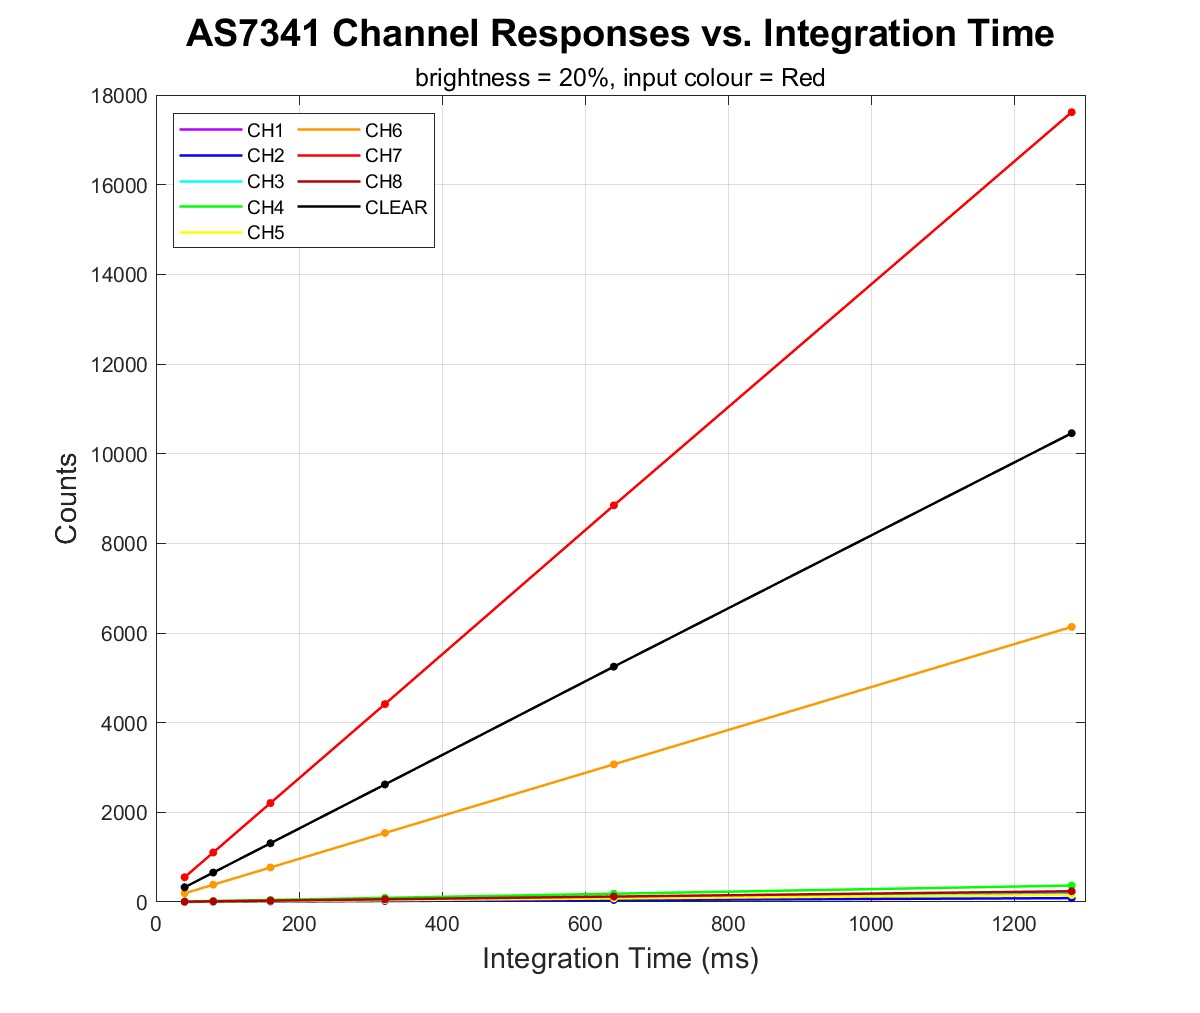 AS7341 Channel Responses vs. Integration Time
brightness = 20%, input colour = Red
18000
16000
14000
12000
10000
8000
6000
4000
2000
0
Counts
CH1
CH2
CH3
CH4
CH5
CH6
CH7
CH8
CLEAR
0 200 400 600 800 1000 1200
Integration Time (ms)